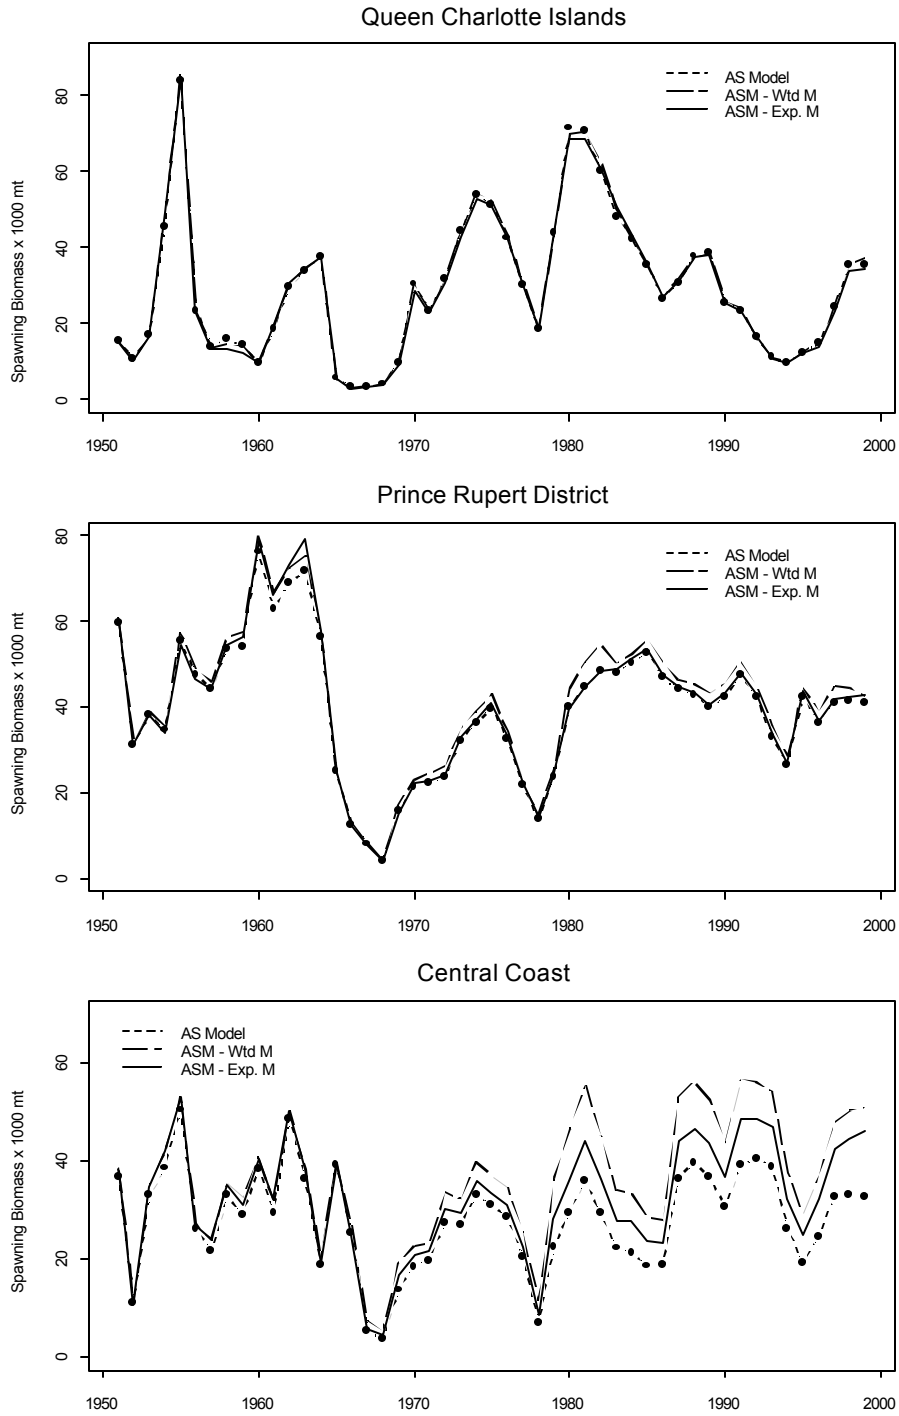 Queen Charlotte Islands
Spawning Biomass x 1000 mt
80
60
40
20
0
AS Model
ASM - Wtd M
ASM - Exp. M
1950 1960 1970 1980 1990 2000
Prince Rupert District
Spawning Biomass x 1000 mt
80
60
40
20
0
AS Model
ASM - Wtd M
ASM - Exp. M
1950 1960 1970 1980 1990 2000
Central Coast
Spawning Biomass x 1000 mt
60
40
20
0
AS Model
ASM - Wtd M
ASM - Exp. M
1950 1960 1970 1980 1990 2000